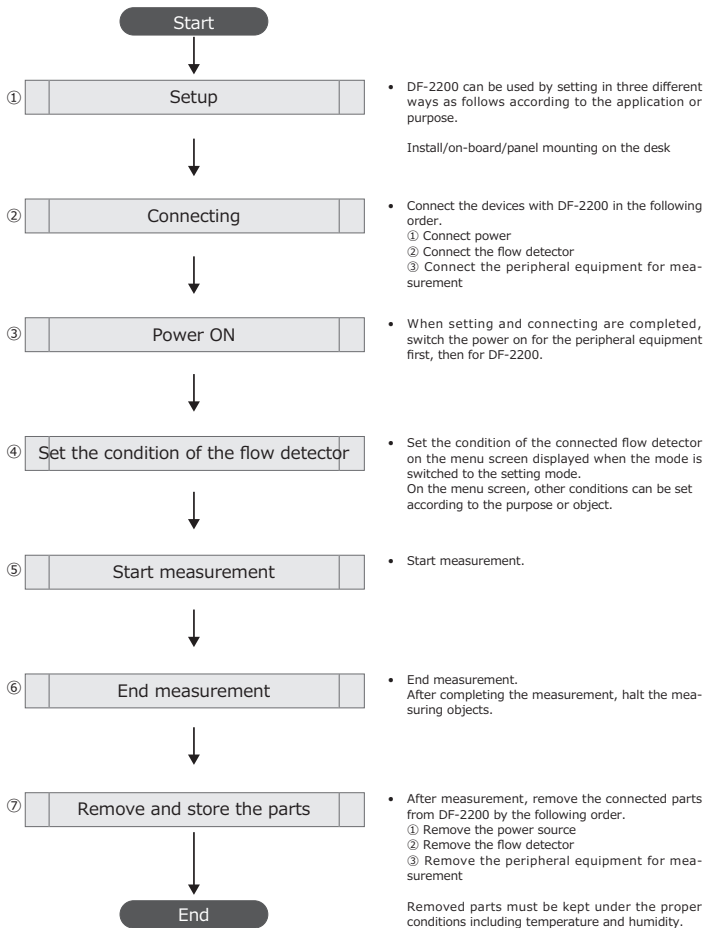 Start
① Setup
• DF-2200 can be used by setting in three different
ways as follows according to the application or
purpose.
Install/on-board/panel mounting on the desk
② Connecting
• Connect the devices with DF-2200 in the following
order.
① Connect power
② Connect the flow detector
③ Connect the peripheral equipment for mea-
surement
③ Power ON
• When setting and connecting are completed,
switch the power on for the peripheral equipment
first, then for DF-2200.
④ Set the condition of the flow detector
• Set the condition of the connected flow detector
on the menu screen displayed when the mode is
switched to the setting mode.
On the menu screen, other conditions can be set
according to the purpose or object.
⑤ Start measurement
• Start measurement.
⑥ End measurement
• End measurement.
After completing the measurement, halt the mea-
suring objects.
⑦ Remove and store the parts
• After measurement, remove the connected parts
from DF-2200 by the following order.
① Remove the power source
② Remove the flow detector
③ Remove the peripheral equipment for mea-
surement
Removed parts must be kept under the proper
conditions including temperature and humidity.
End